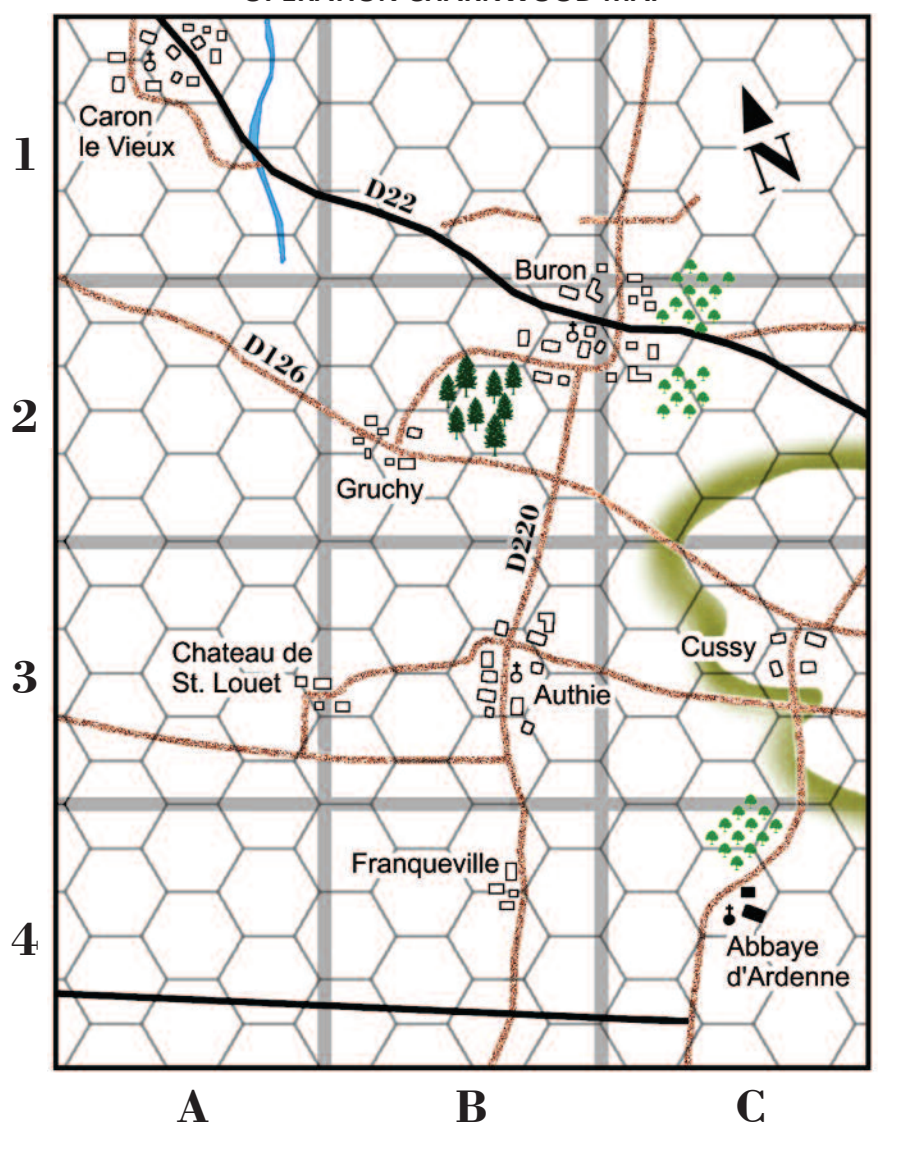 1
Caron
le Vieux
N
D22
Buron
D126
2
Gruchy
D220
3
Chateau de
St. Louet
Cussy
Authie
Franqueville
4
Abbaye
d'Ardenne
A B C